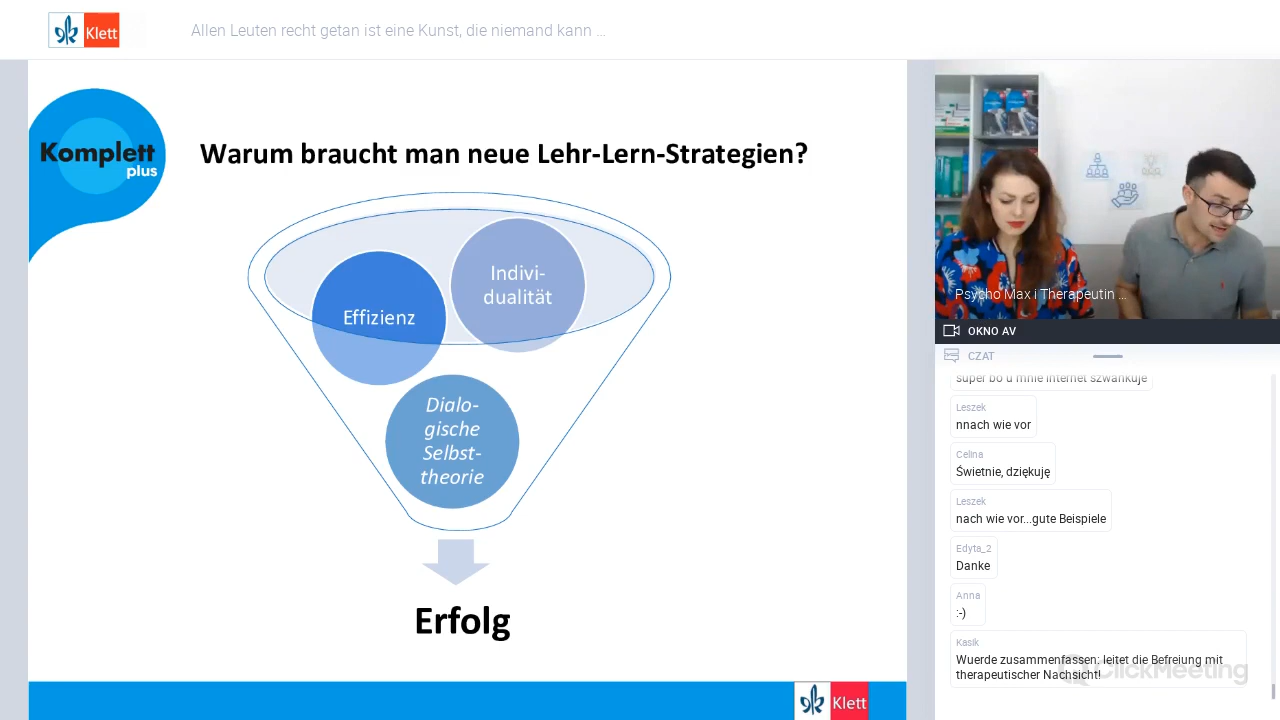 Klett
Allen Leuten recht getan ist eine Kunst, die niemand kann ...
Komplett
plus
Warum braucht man neue Lehr-Lern-Strategien?
Indivi-
dualität
Effizienz
Dialo-
gische
Selbst-
theorie
Erfolg
Klett
Psycho Max i Therapeutin ...
OKNO AV
CZAT
super bo u mnie internet szwankuje
Leszek
nnach wie vor
Celina
Świetnie, dziękuję
Leszek
nach wie vor...gute Beispiele
Edyta_2
Danke
Anna
:-)
Kasik
Wuerde zusammenfassen: leitet die Befreiung mit
therapeutischer Nachsicht!
ClickMeeting